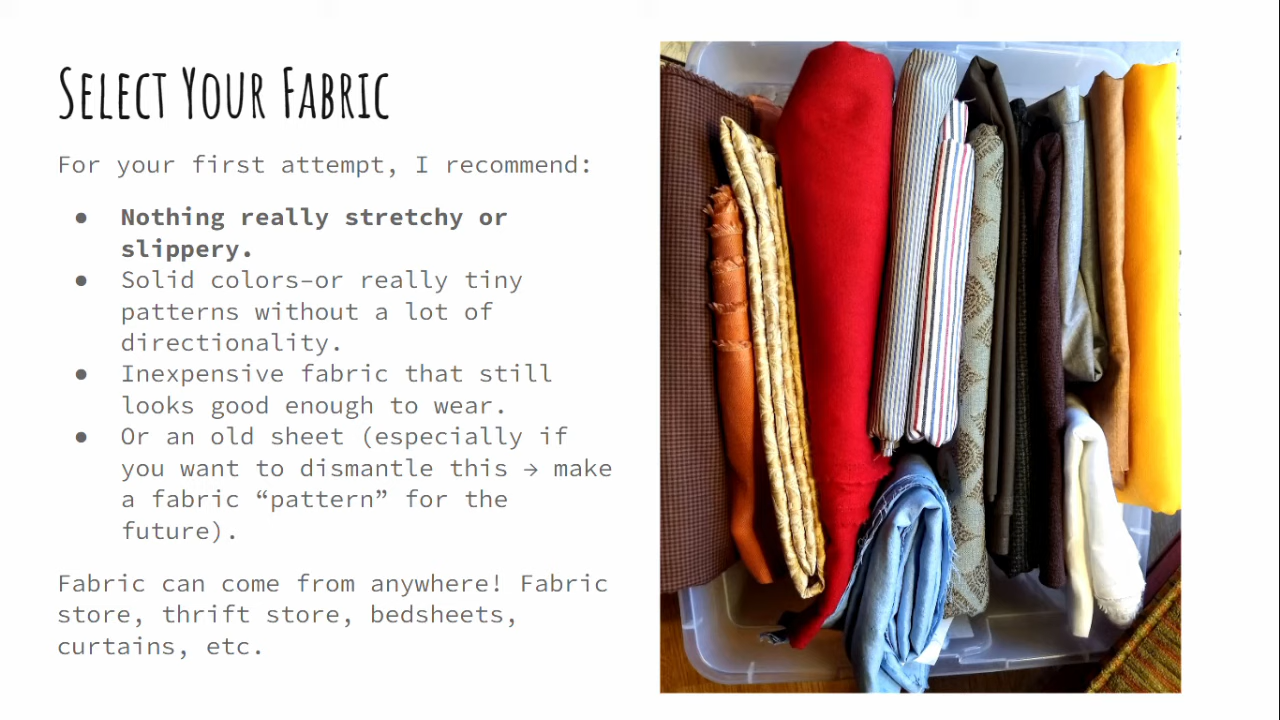 Select Your Fabric
For your first attempt, I recommend:
● Nothing really stretchy or
slippery.
● Solid colors–or really tiny
patterns without a lot of
directionality.
● Inexpensive fabric that still
looks good enough to wear.
● Or an old sheet (especially if
you want to dismantle this → make
a fabric “pattern” for the
future).
Fabric can come from anywhere! Fabric
store, thrift store, bedsheets,
curtains, etc.